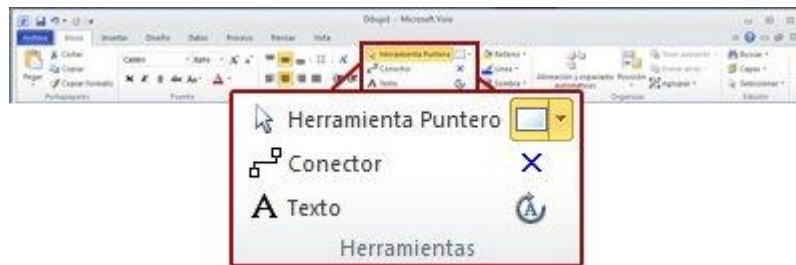 Dibujo1 - Microsoft Visio
Archivo Inicio Insertar Diseño Datos Proceso Revisar Vista
Pegar
Cortar
Copiar
Copiar formato
Portapapeles
Fuente
Herramienta Puntero
Conector
Texto
Relleno
Línea
Sombra
Alineación y espaciado automáticos
Posición
Agrupar
Organizar
Buscar
Capas
Seleccionar
Edición
Herramienta Puntero
Conector
A Texto
Herramientas